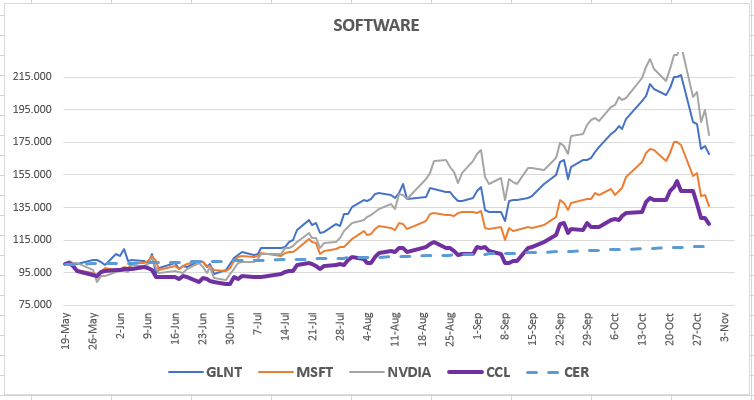 SOFTWARE
215.000
195.000
175.000
155.000
135.000
115.000
95.000
75.000
19-May 26-May 2-Jun 9-Jun 16-Jun 23-Jun 30-Jun 7-Jul 14-Jul 21-Jul 28-Jul 4-Aug 11-Aug 18-Aug 25-Aug 1-Sep 8-Sep 15-Sep 22-Sep 29-Sep 6-Oct 13-Oct 20-Oct 27-Oct 3-Nov
GLNT MSFT NVDIA CCL CER